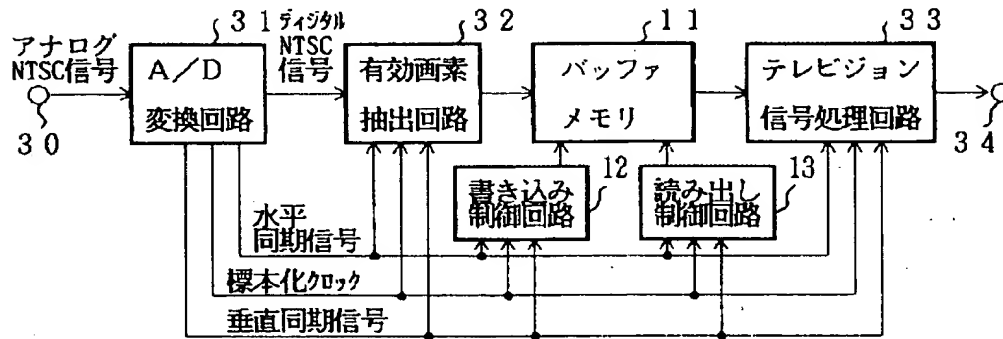 31
ディジタル
NTSC
信号
32
11
33
アナログ
NTSC信号
A/D
変換回路
有効画素
抽出回路
バッファ
メモリ
テレビジョン
信号処理回路
30
34
12
書き込み
制御回路
13
読み出し
制御回路
水平
同期信号
標本化クロック
垂直同期信号